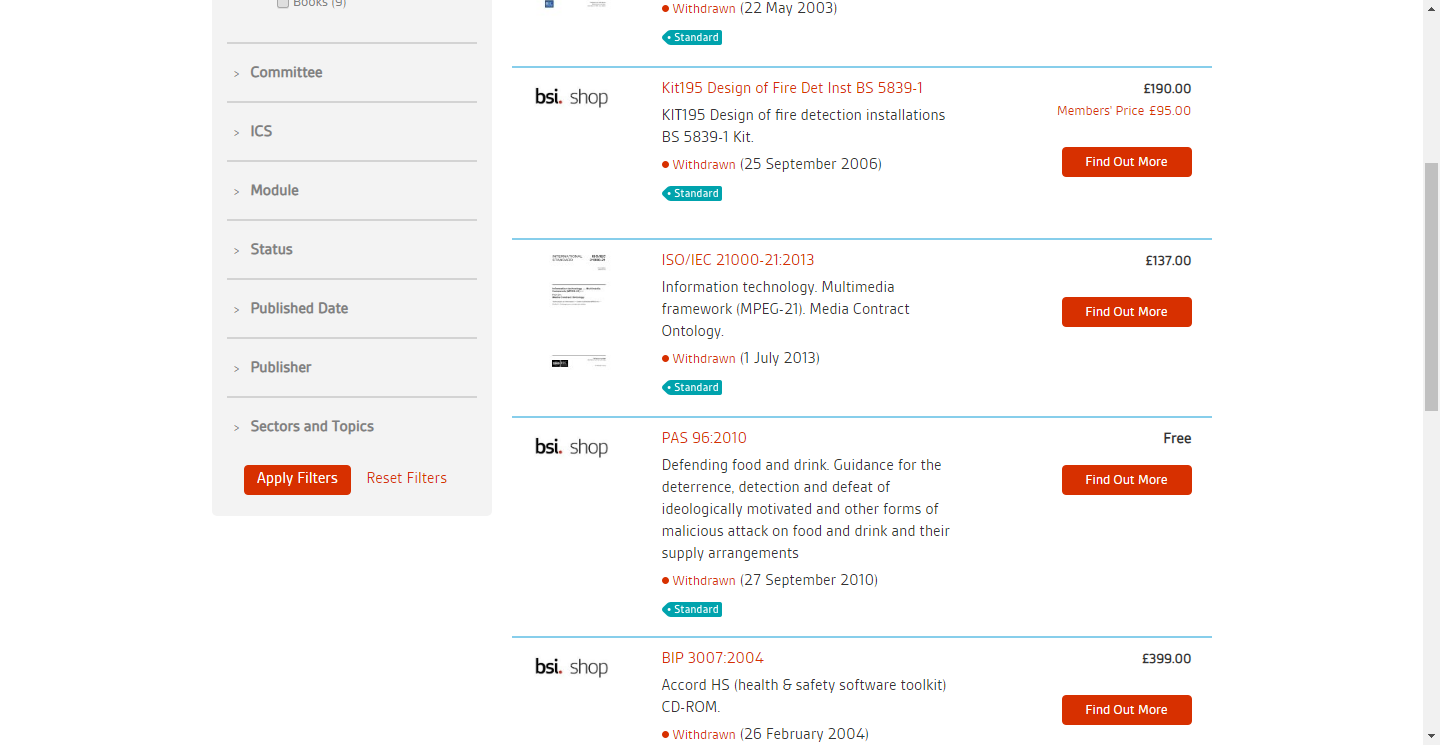 Books (9)
> Committee
> ICS
> Module
> Status
> Published Date
> Publisher
> Sectors and Topics
Apply Filters Reset Filters
Withdrawn (22 May 2003)
Standard
bsi. shop
Kit195 Design of Fire Det Inst BS 5839-1
£190.00
Members' Price £95.00
KIT195 Design of fire detection installations
BS 5839-1 Kit.
Find Out More
Withdrawn (25 September 2006)
Standard
INTERNATIONAL
STANDARD
ISO/IEC 21000-21:2013
£137.00
Information technology. Multimedia
framework (MPEG-21). Media Contract
Ontology.
Find Out More
Withdrawn (1 July 2013)
Standard
bsi. shop
PAS 96:2010
Free
Defending food and drink. Guidance for the
deterrence, detection and defeat of
ideologically motivated and other forms of
malicious attack on food and drink and their
supply arrangements
Find Out More
Withdrawn (27 September 2010)
Standard
bsi. shop
BIP 3007:2004
£399.00
Accord HS (health & safety software toolkit)
CD-ROM.
Find Out More
Withdrawn (26 February 2004)